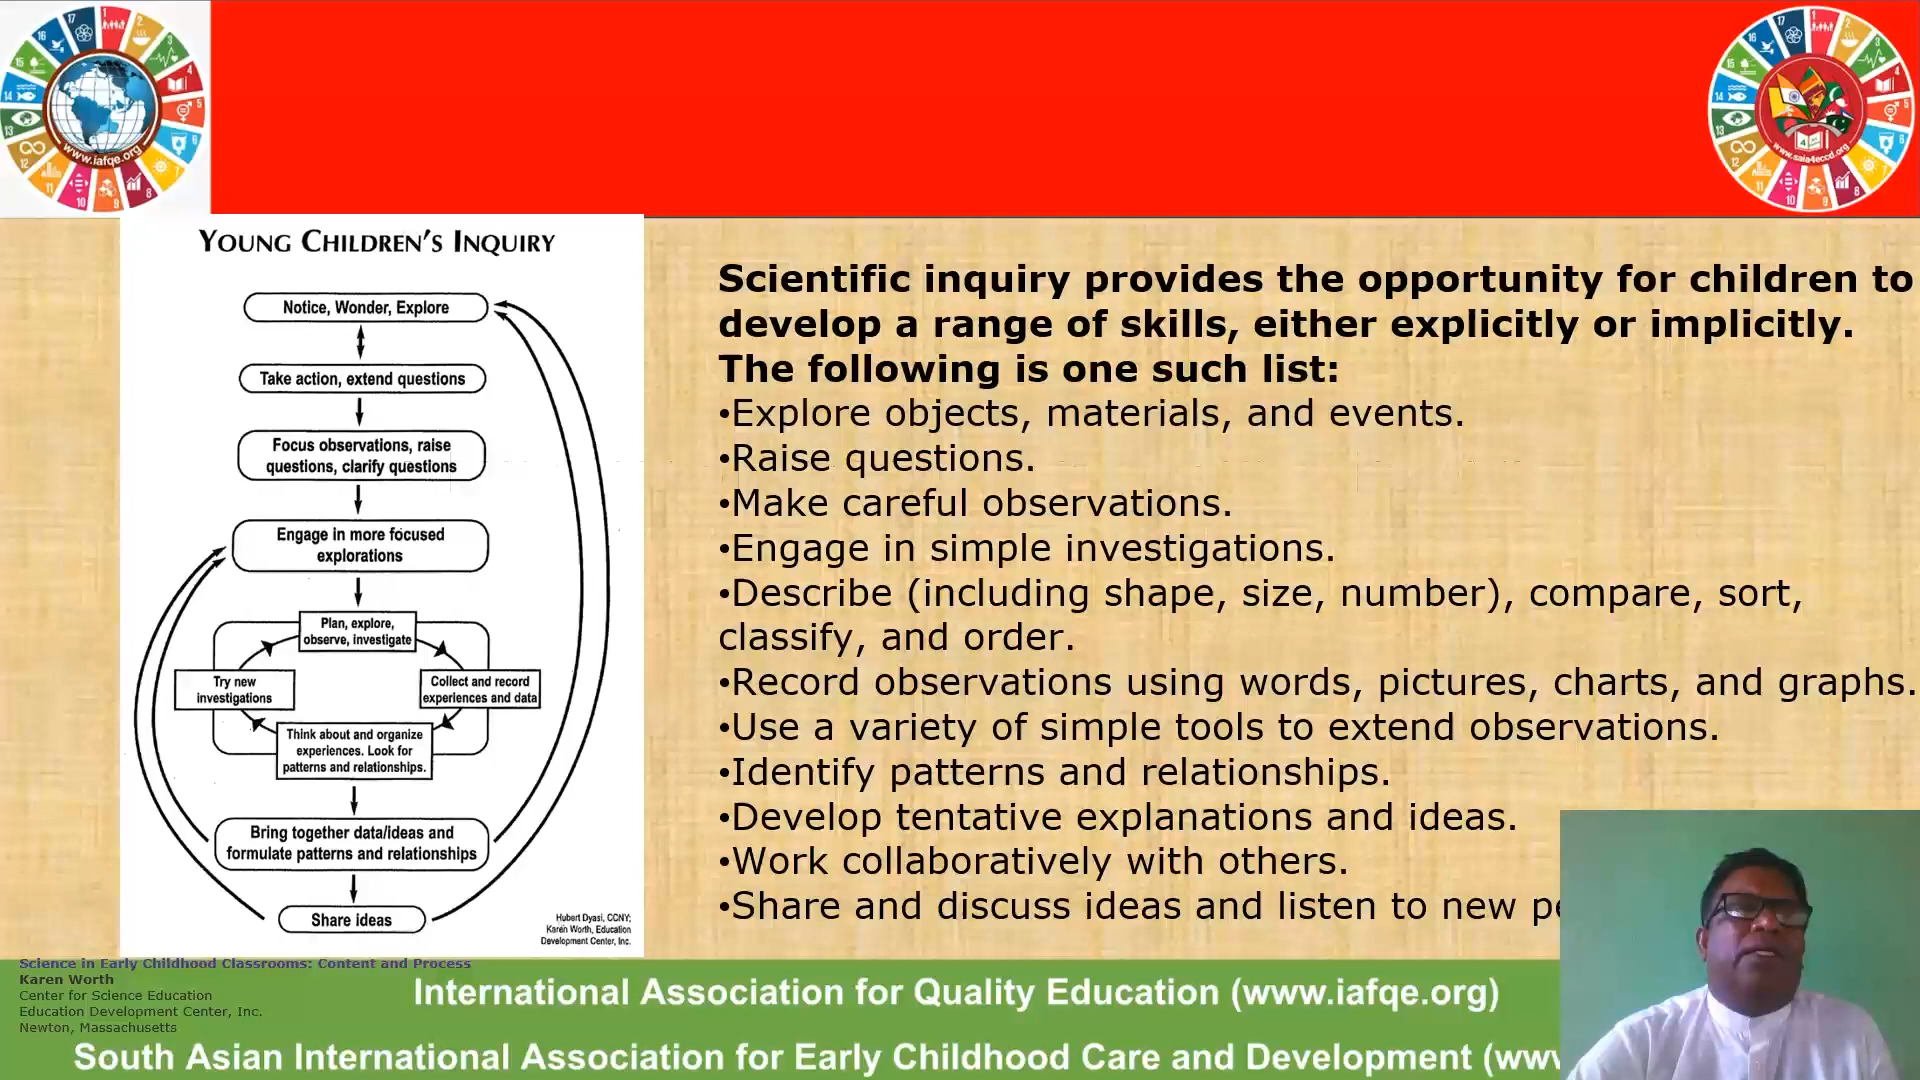 www.iafqe.org
www.saia4eccd.org
YOUNG CHILDREN'S INQUIRY
Notice, Wonder, Explore
Take action, extend questions
Focus observations, raise
questions, clarify questions
Engage in more focused
explorations
Plan, explore,
observe, investigate
Try new
investigations
Collect and record
experiences and data
Think about and organize
experiences. Look for
patterns and relationships.
Bring together data/ideas and
formulate patterns and relationships
Share ideas
Hubert Dyasi, CCNY;
Karen Worth, Education
Development Center, Inc.
Scientific inquiry provides the opportunity for children to
develop a range of skills, either explicitly or implicitly.
The following is one such list:
•Explore objects, materials, and events.
•Raise questions.
•Make careful observations.
•Engage in simple investigations.
•Describe (including shape, size, number), compare, sort,
classify, and order.
•Record observations using words, pictures, charts, and graphs.
•Use a variety of simple tools to extend observations.
•Identify patterns and relationships.
•Develop tentative explanations and ideas.
•Work collaboratively with others.
•Share and discuss ideas and listen to new
Science in Early Childhood Classrooms: Content and Process
Karen Worth
Center for Science Education
Education Development Center, Inc.
Newton, Massachusetts
International Association for Quality Education (www.iafqe.org)
South Asian International Association for Early Childhood Care and Development